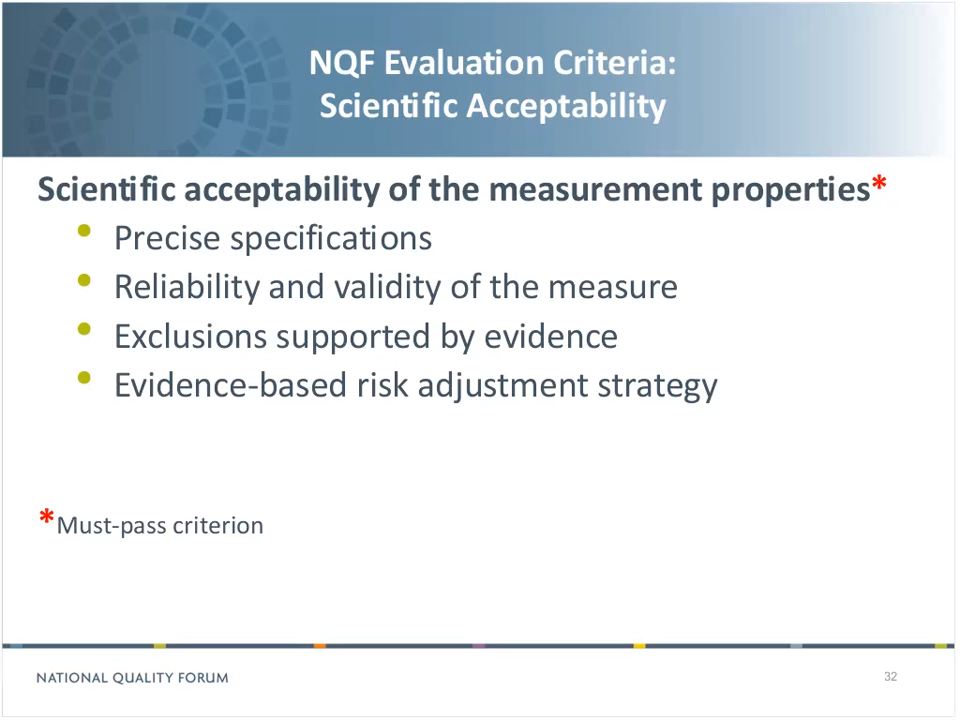 NQF Evaluation Criteria:
Scientific Acceptability
Scientific acceptability of the measurement properties*
• Precise specifications
• Reliability and validity of the measure
• Exclusions supported by evidence
• Evidence-based risk adjustment strategy
*Must-pass criterion
NATIONAL QUALITY FORUM
32